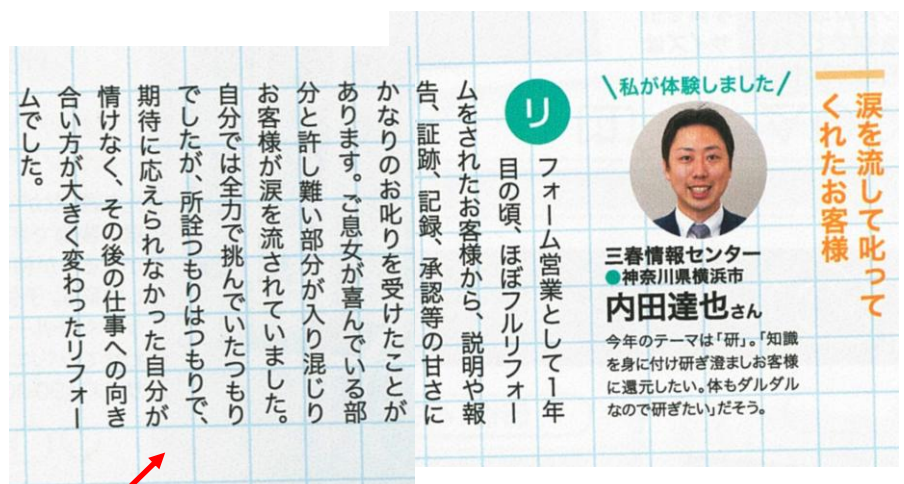 涙を流して叱って
くれたお客様
私が体験しました
三春情報センター
●神奈川県横浜市
内田達也さん
今年のテーマは「研」。「知識
を身に付け研ぎ澄ましお客様
に還元したい。体もダルダル
なので研ぎたい」だそう。
リフォーム営業として1年
目の頃、ほぼフルリフォー
ムをされたお客様から、説明や報
告、証跡、記録、承認等の甘さに
かなりのお叱りを受けたことが
あります。ご息女が喜んでいる部
分と許し難い部分が入り混じり
お客様が涙を流されていました。
自分では全力で挑んでいたつもり
でしたが、所詮つもりはつもりで、
期待に応えられなかった自分が
情けなく、その後の仕事への向き
合い方が大きく変わったリフォー
ムでした。